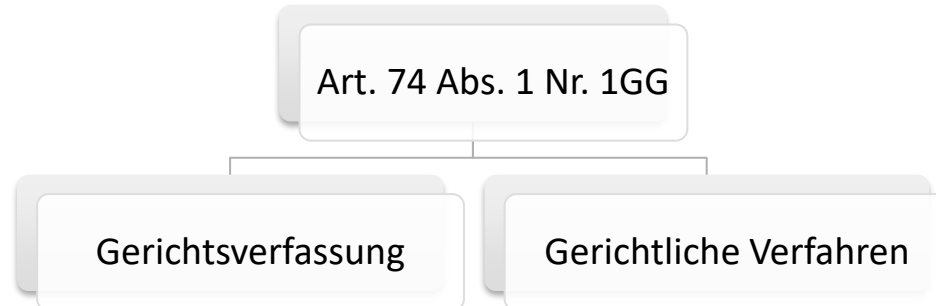 Art. 74 Abs. 1 Nr. 1GG
Gerichtsverfassung
Gerichtliche Verfahren